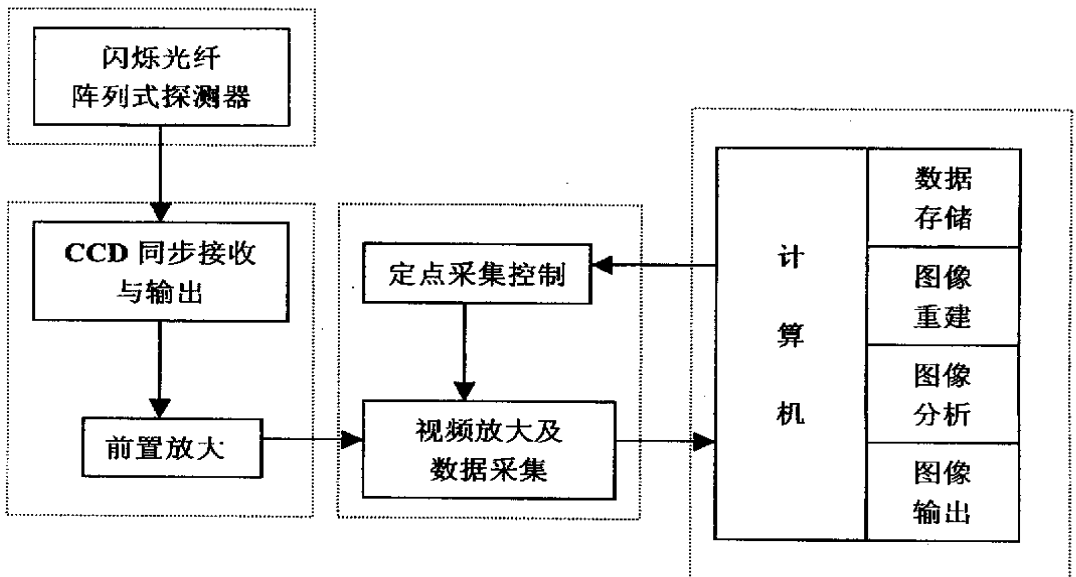 闪烁光纤
阵列式探测器
CCD 同步接收
与输出
前置放大
定点采集控制
视频放大及
数据采集
计
算
机
数据
存储
图像
重建
图像
分析
图像
输出